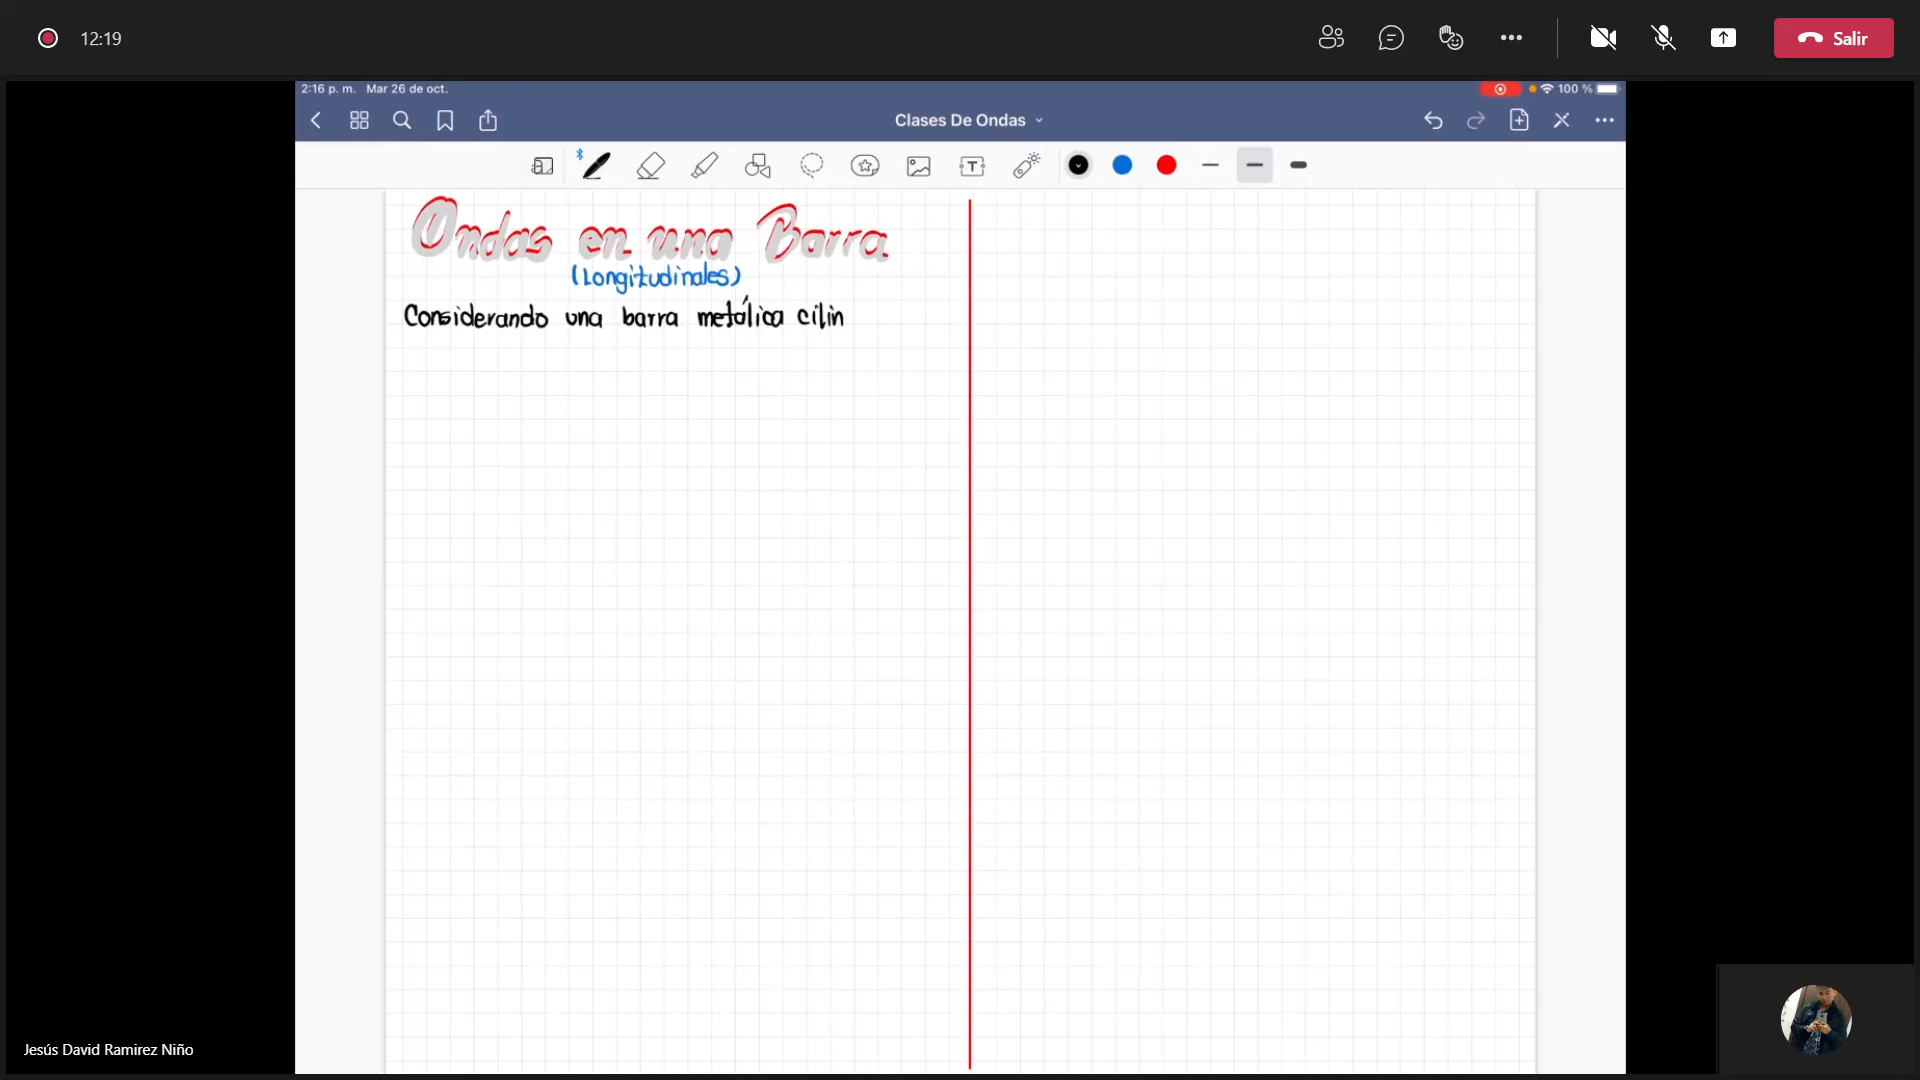 12:19
Salir
2:16 p. m. Mar 26 de oct.
100 %
Clases De Ondas
Ondas en una Barra
(Longitudinales)
Considerando una barra metálica cilin
Jesús David Ramirez Niño